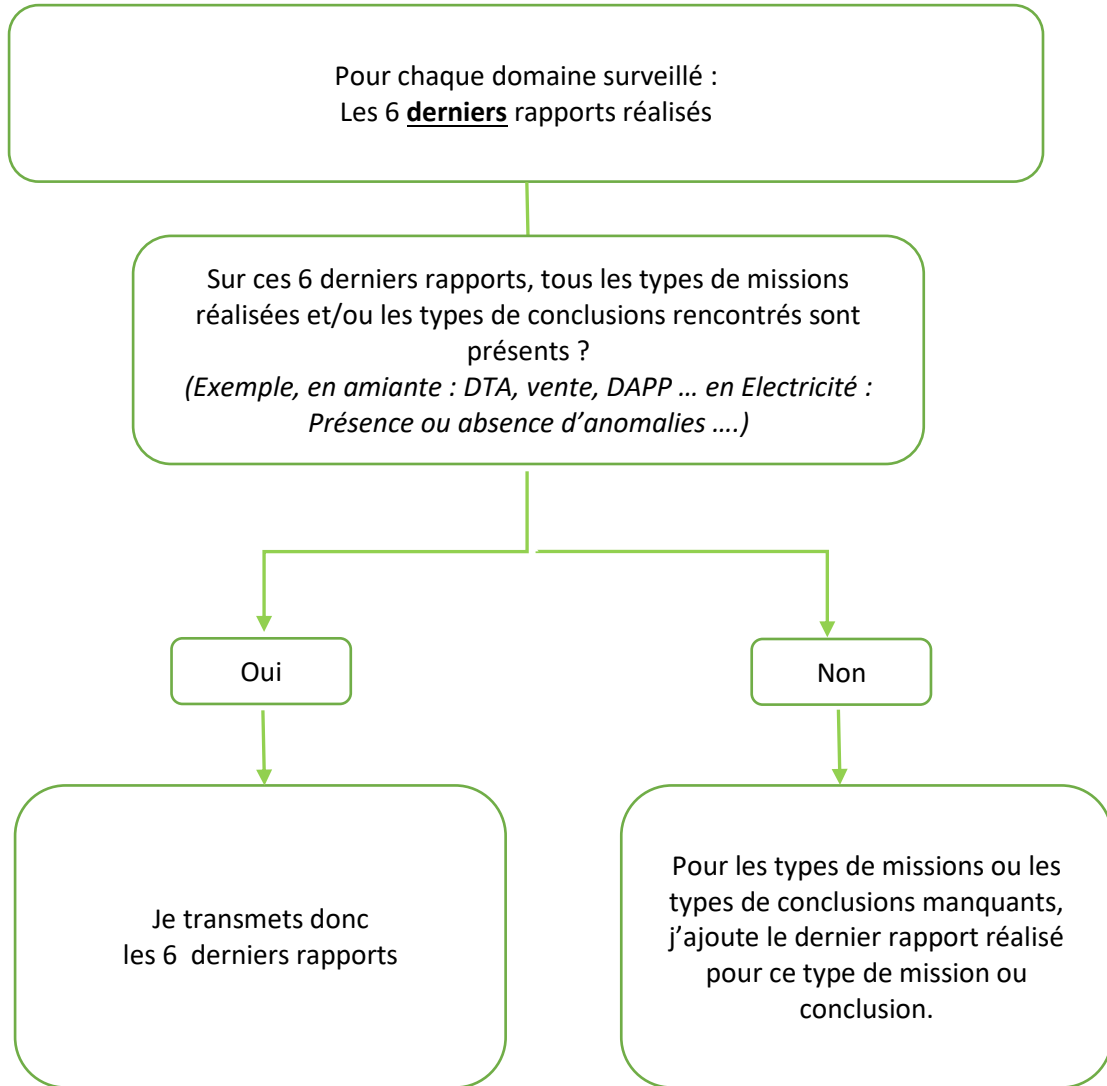 Pour chaque domaine surveillé :
Les 6 derniers rapports réalisés
Sur ces 6 derniers rapports, tous les types de missions
réalisées et/ou les types de conclusions rencontrés sont
présents ?
(Exemple, en amiante : DTA, vente, DAPP … en Electricité :
Présence ou absence d’anomalies ….)
Oui
Non
Je transmets donc
les 6 derniers rapports
Pour les types de missions ou les
types de conclusions manquants,
j’ajoute le dernier rapport réalisé
pour ce type de mission ou
conclusion.